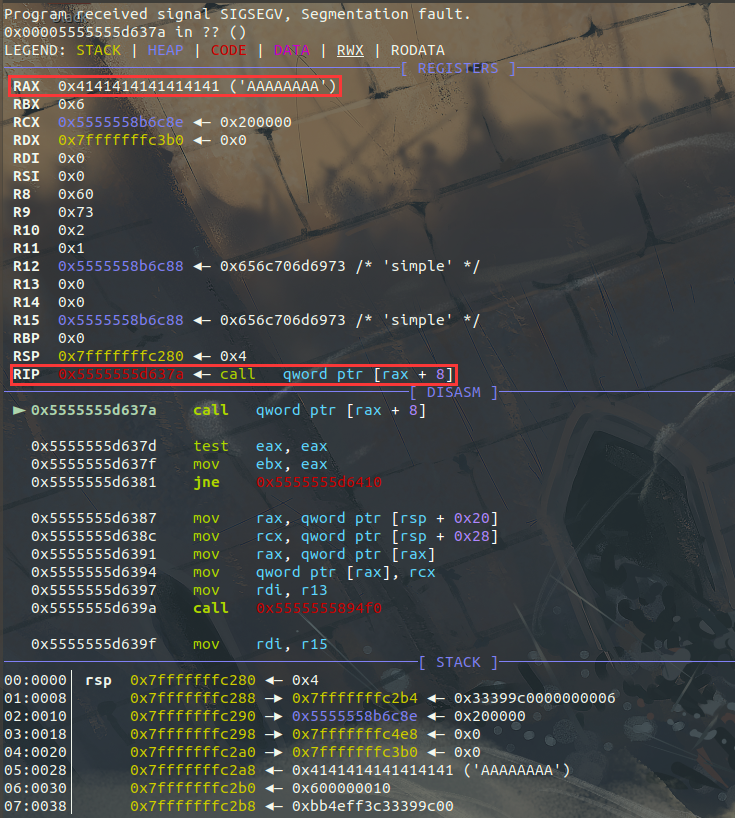 Program received signal SIGSEGV, Segmentation fault.
0x00005555555d637a in ?? ()
LEGEND: STACK | HEAP | CODE | DATA | RWX | RODATA
[ REGISTERS ]
RAX 0x4141414141414141 ('AAAAAAAA')
RBX 0x6
RCX 0x5555558b6c8e ← 0x200000
RDX 0x7fffffffc3b0 ← 0x0
RDI 0x0
RSI 0x0
R8 0x60
R9 0x73
R10 0x2
R11 0x1
R12 0x5555558b6c88 ← 0x656c706d6973 /* 'simple' */
R13 0x0
R14 0x0
R15 0x5555558b6c88 ← 0x656c706d6973 /* 'simple' */
RBP 0x0
RSP 0x7fffffffc280 ← 0x4
RIP 0x5555555d637a ← call qword ptr [rax + 8]
[ DISASM ]
► 0x5555555d637a call qword ptr [rax + 8]
0x5555555d637d test eax, eax
0x5555555d637f mov ebx, eax
0x5555555d6381 jne 0x5555555d6410
0x5555555d6387 mov rax, qword ptr [rsp + 0x20]
0x5555555d638c mov rcx, qword ptr [rsp + 0x28]
0x5555555d6391 mov rax, qword ptr [rax]
0x5555555d6394 mov qword ptr [rax], rcx
0x5555555d6397 mov rdi, r13
0x5555555d639a call 0x5555555894f0
0x5555555d639f mov rdi, r15
[ STACK ]
00:0000│ rsp 0x7fffffffc280 ← 0x4
01:0008│ 0x7fffffffc288 → 0x7fffffffc2b4 ← 0x33399c0000000006
02:0010│ 0x7fffffffc290 → 0x5555558b6c8e ← 0x200000
03:0018│ 0x7fffffffc298 → 0x7fffffffc4e8 ← 0x0
04:0020│ 0x7fffffffc2a0 → 0x7fffffffc3b0 ← 0x0
05:0028│ 0x7fffffffc2a8 ← 0x4141414141414141 ('AAAAAAAA')
06:0030│ 0x7fffffffc2b0 ← 0x600000010
07:0038│ 0x7fffffffc2b8 ← 0xbb4eff3c33399c00